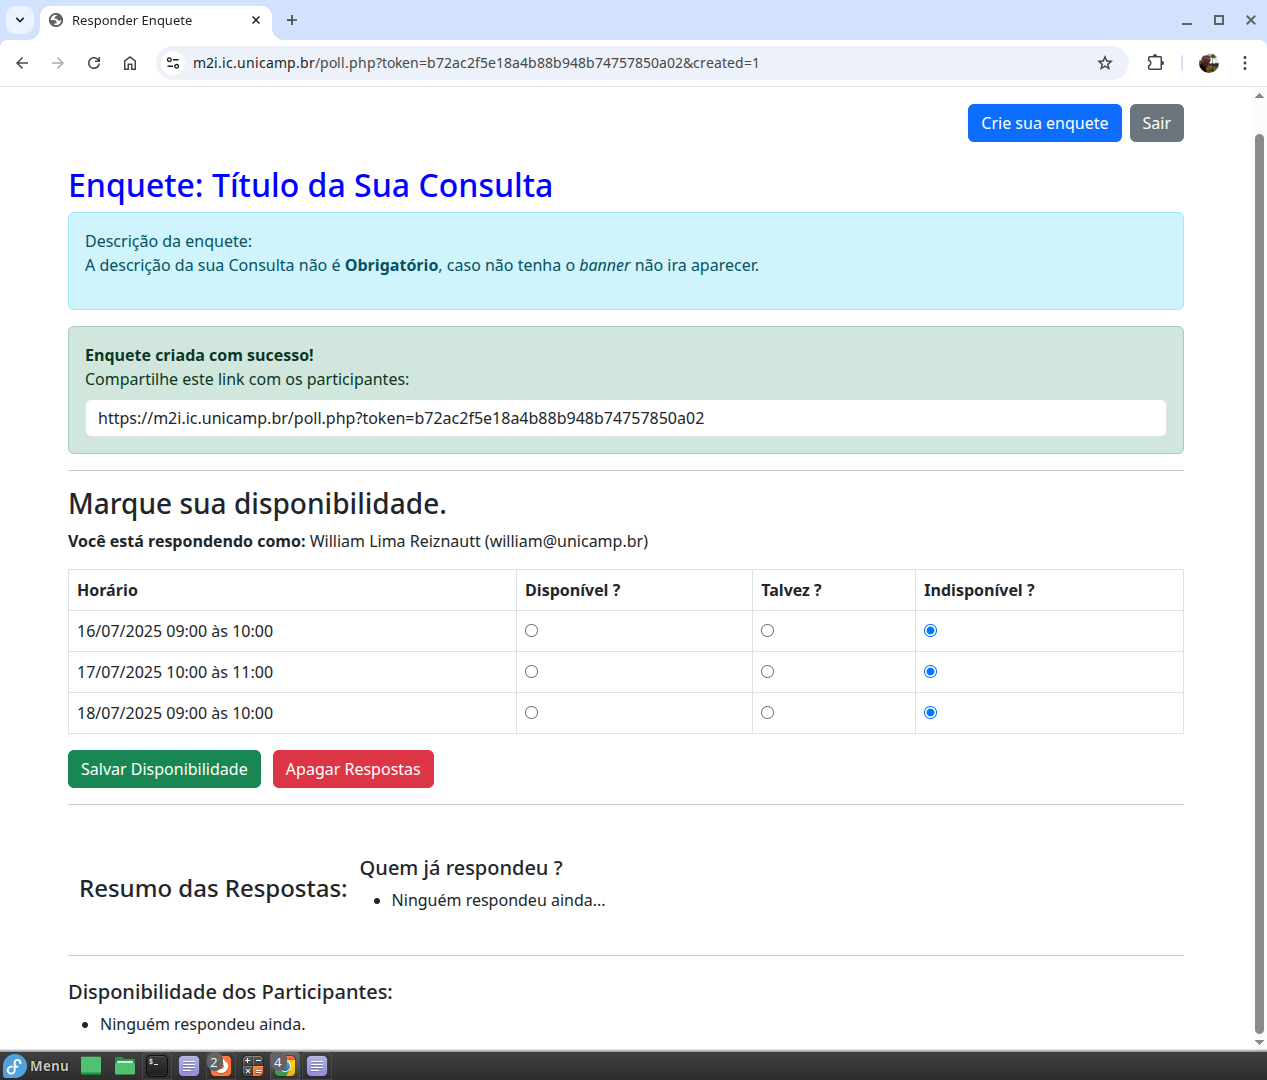 Responder Enquete
m2i.ic.unicamp.br/poll.php?token=b72ac2f5e18a4b88b948b74757850a02&created=1
Crie sua enquete
Sair
Enquete: Título da Sua Consulta
Descrição da enquete:
A descrição da sua Consulta não é Obrigatório, caso não tenha o banner não ira aparecer.
Enquete criada com sucesso!
Compartilhe este link com os participantes:
https://m2i.ic.unicamp.br/poll.php?token=b72ac2f5e18a4b88b948b74757850a02
Marque sua disponibilidade.
Você está respondendo como: William Lima Reiznautt (william@unicamp.br)
Horário Disponível ? Talvez ? Indisponível ?
16/07/2025 09:00 às 10:00
17/07/2025 10:00 às 11:00
18/07/2025 09:00 às 10:00
Salvar Disponibilidade Apagar Respostas
Resumo das Respostas:
Quem já respondeu ?
Ninguém respondeu ainda...
Disponibilidade dos Participantes:
Ninguém respondeu ainda.
Menu 2 4